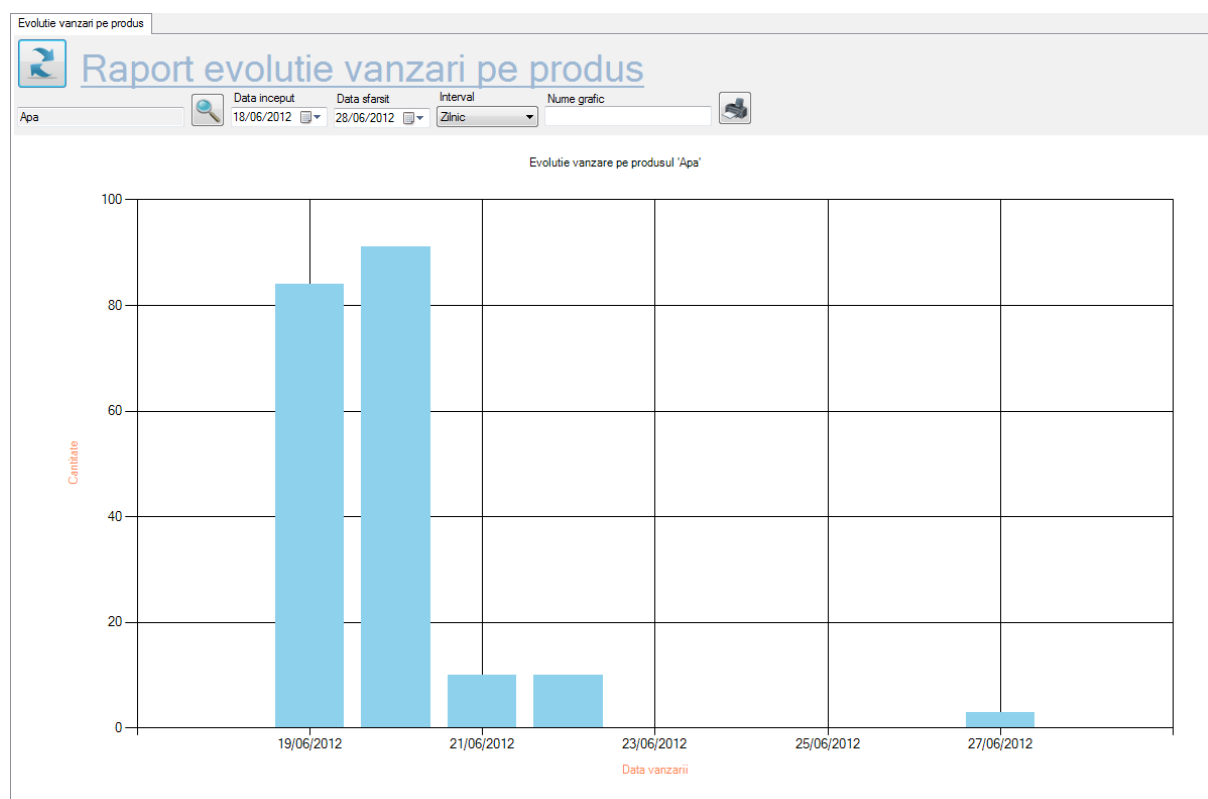 Evolutie vanzari pe produs
Raport evolutie vanzari pe produs
Data inceput Data sfarsit Interval Nume grafic
Apa 18/06/2012 28/06/2012 Zilnic
Evolutie vanzare pe produsul 'Apa'
100
80
60
40
20
0
Cantitate
19/06/2012 21/06/2012 23/06/2012 25/06/2012 27/06/2012
Data vanzarii